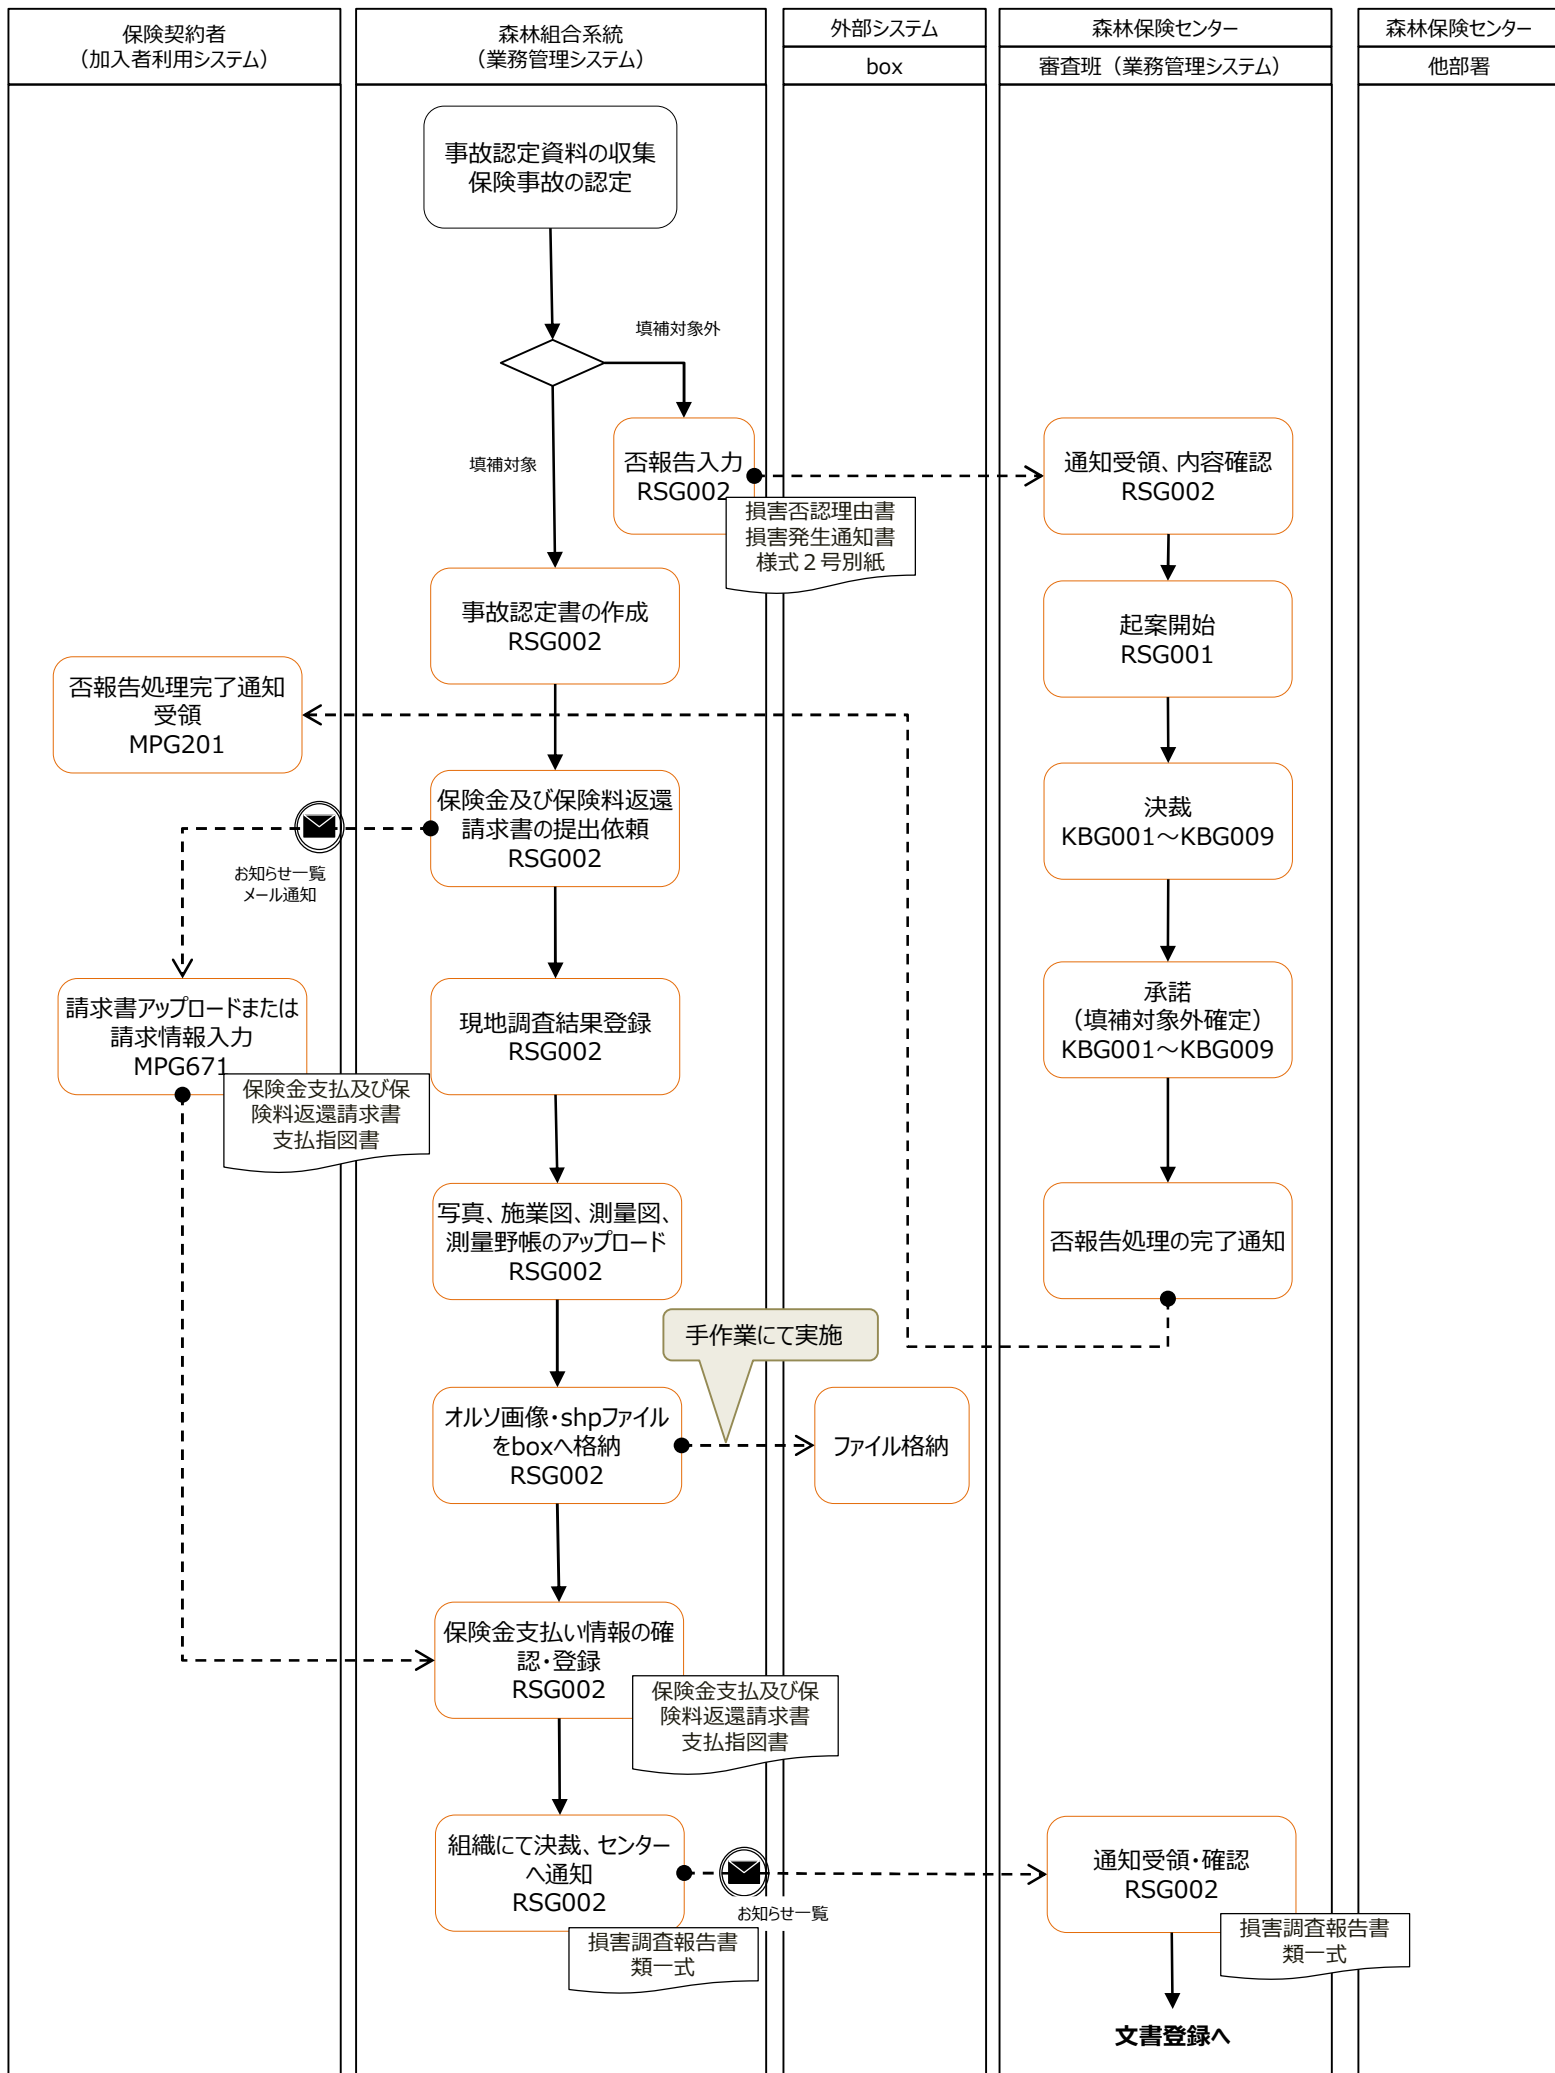 保険契約者
（加入者利用システム）
森林組合系統
（業務管理システム）
外部システム
box
森林保険センター
審査班（業務管理システム）
森林保険センター
他部署
事故認定資料の収集
保険事故の認定
填補対象外
填補対象
否報告入力
RSG002
損害否認理由書
損害発生通知書
様式２号別紙
通知受領、内容確認
RSG002
事故認定書の作成
RSG002
起案開始
RSG001
否報告処理完了通知
受領
MPG201
保険金及び保険料返還
請求書の提出依頼
RSG002
決裁
KBG001～KBG009
お知らせ一覧
メール通知
請求書アップロードまたは
請求情報入力
MPG671
保険金支払及び保
険料返還請求書
支払指図書
現地調査結果登録
RSG002
承諾
（填補対象外確定）
KBG001～KBG009
写真、施業図、測量図、
測量野帳のアップロード
RSG002
否報告処理の完了通知
手作業にて実施
オルソ画像・shpファイル
をboxへ格納
RSG002
ファイル格納
保険金支払い情報の確
認・登録
RSG002
保険金支払及び保
険料返還請求書
支払指図書
組織にて決裁、センター
へ通知
RSG002
お知らせ一覧
損害調査報告書
類一式
通知受領・確認
RSG002
損害調査報告書
類一式
文書登録へ